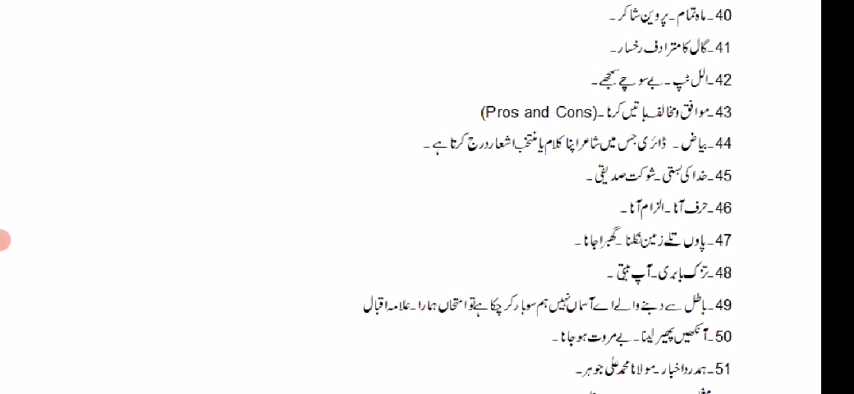 40۔ماہ تمام۔پروین شاکر۔
41۔گال کا مترادف رخسار۔
42۔الل ٹپ۔بے سوچے سمجھے۔
43۔موافق و مخالف باتیں کرنا۔(Pros and Cons)
44۔بیاض۔ ڈائری جس میں شاعر اپنا کلام یا منتخب اشعار درج کرتا ہے۔
45۔خدا کی بستی۔شوکت صدیقی۔
46۔حرف آنا۔الزام آنا۔
47۔پاوں تلے زمین نکلنا۔گھبرا جانا۔
48۔تزک بابری۔آپ بیتی۔
49۔باطل سے دبنے والے اے آسماں نہیں ہم سو بار کر چکا ہے تو امتحاں ہمارا۔علامہ اقبال
50۔آنکھیں پھیر لینا۔بے مروت ہو جانا۔
51۔ہمدرد اخبار۔مولانا محمد علی جوہر۔